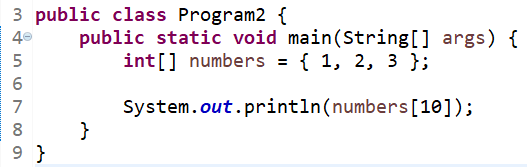 3 public class Program2 {
4 public static void main(String[] args) {
5 int[] numbers = { 1, 2, 3 };
6
7 System.out.println(numbers[10]);
8 }
9 }